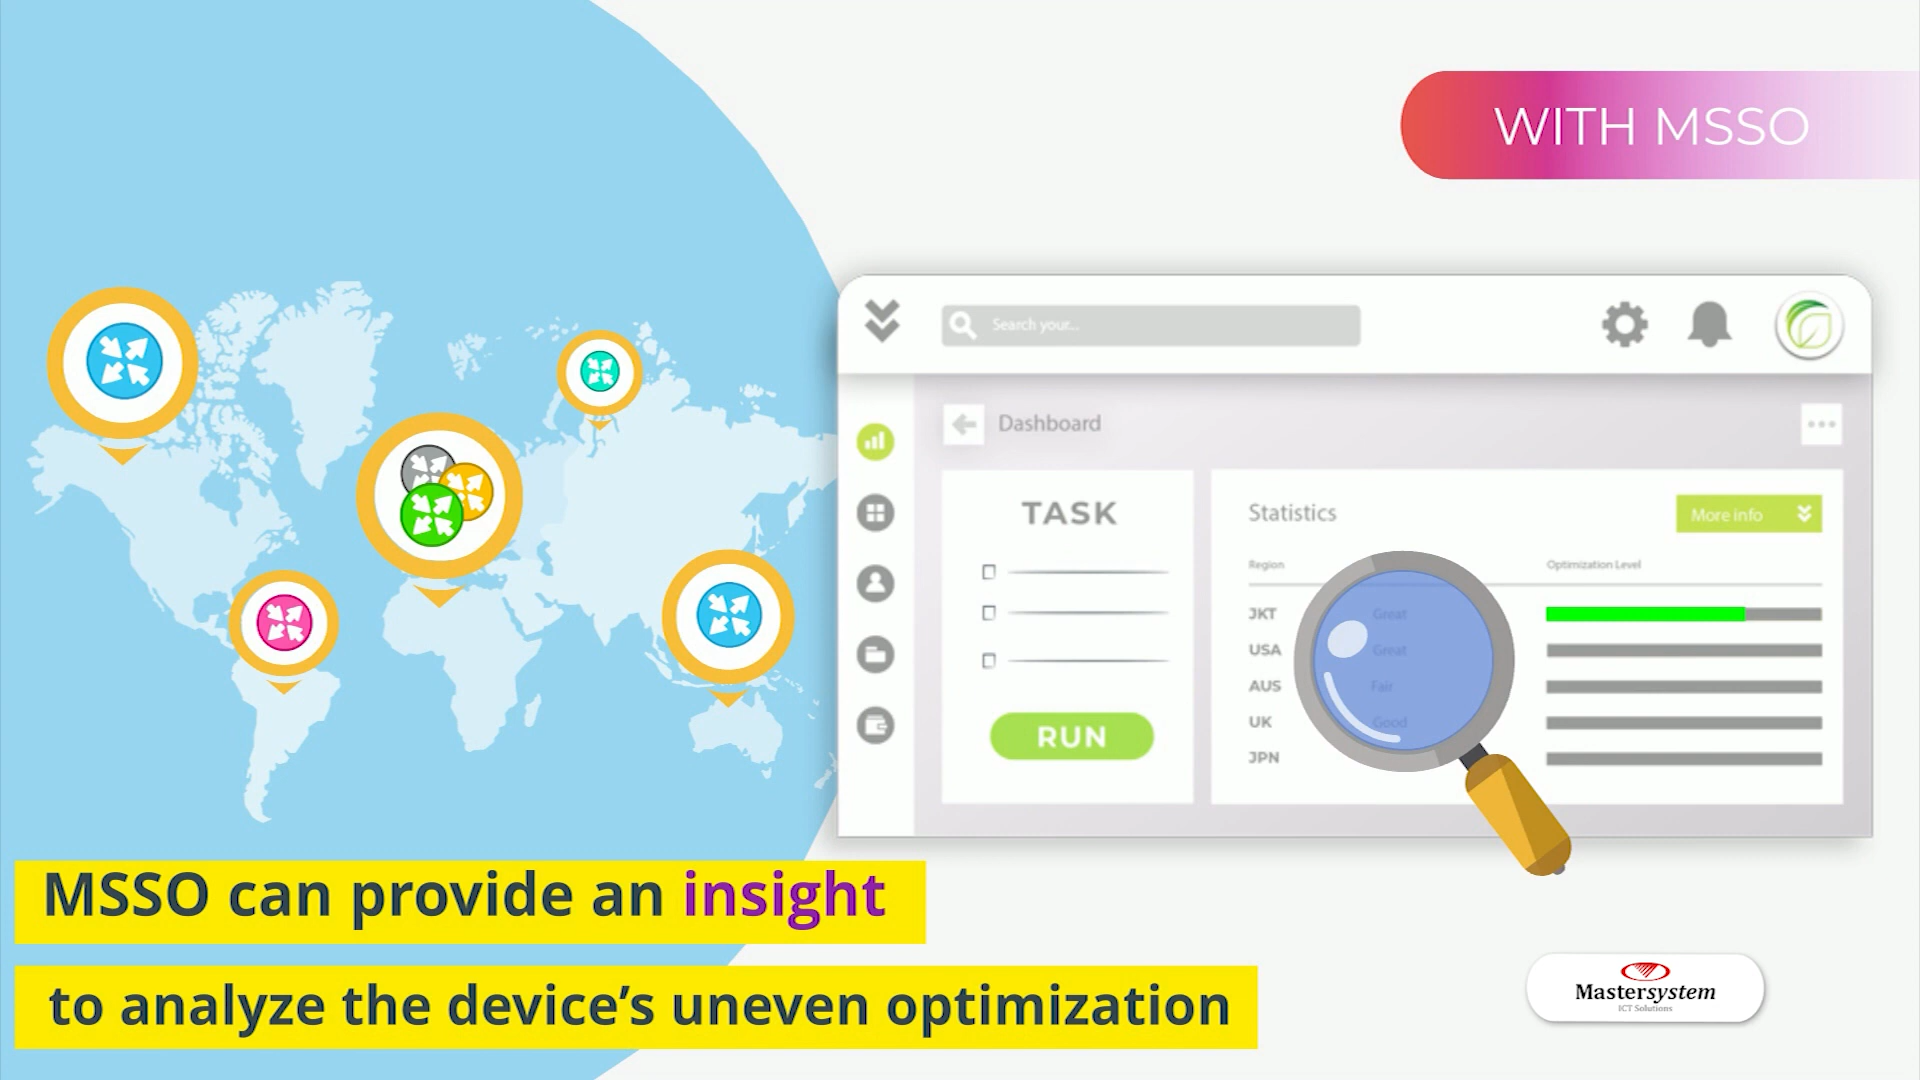 WITH MSSO
Search your...
Dashboard
TASK
RUN
Statistics
More info
Region
Optimization Level
JKT Great
USA Great
AUS Fair
UK Good
JPN
MSSO can provide an insight
to analyze the device’s uneven optimization
Mastersystem
ICT Solutions